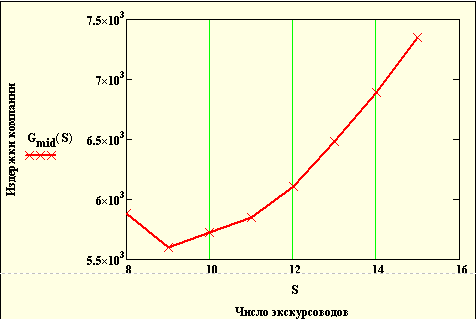 7.5×10³
7×10³
6.5×10³
6×10³
5.5×10³
Издержки компании
G mid(S)
8
10
12
14
16
S
Число экскурсоводов